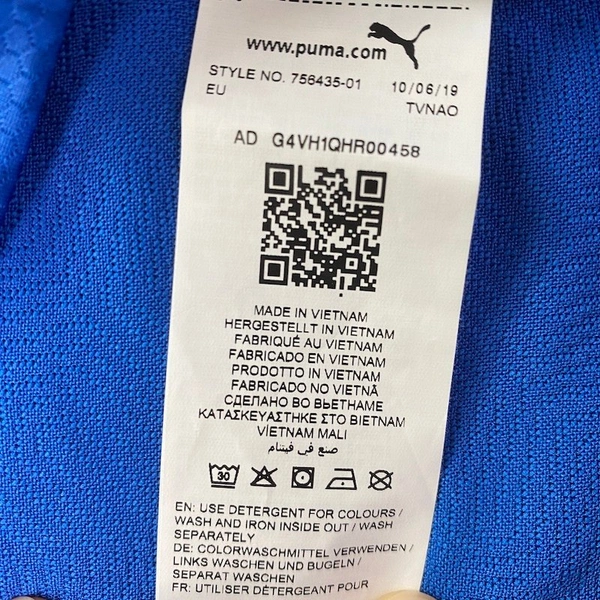 www.puma.com
STYLE NO. 756435-01 10/06/19
EU TVNAO
AD G4VH1QHR00458
MADE IN VIETNAM
HERGESTELLT IN VIETNAM
FABRIQUÉ AU VIETNAM
FABRICADO EN VIETNAM
PRODOTTO IN VIETNAM
FABRICADO NO VIETNÃ
СДЕЛАНО ВО ВЬЕТНАМЕ
ΚΑΤΑΣΚΕΥΑΣΤΗΚΕ ΣΤΟ ΒΙΕΤΝΑΜ
VİETNAM MALI
صنع في فيتنام
30
EN: USE DETERGENT FOR COLOURS /
WASH AND IRON INSIDE OUT / WASH
SEPARATELY
DE: COLORWASCHMITTEL VERWENDEN /
LINKS WASCHEN UND BUGELN /
SEPARAT WASCHEN
FR: UTILISER DÉTERGENT POUR